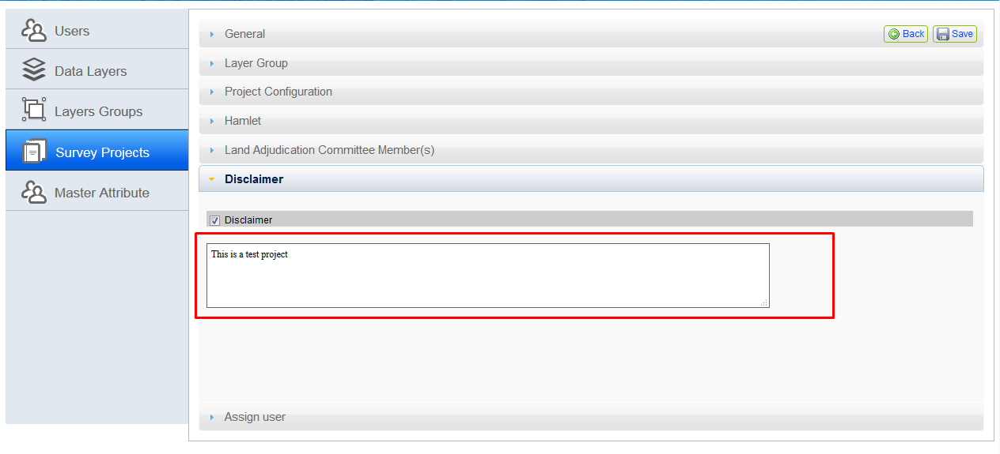 Users
Data Layers
Layers Groups
Survey Projects
Master Attribute
General
Back
Save
Layer Group
Project Configuration
Hamlet
Land Adjudication Committee Member(s)
Disclaimer
Disclaimer
This is a test project
Assign user